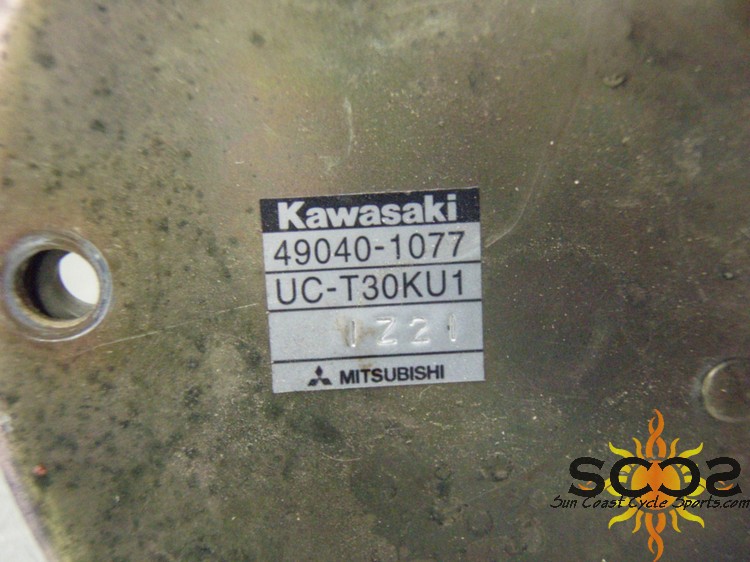 Kawasaki
49040-1077
UC-T30KU1
1Z21
MITSUBISHI
SCCS
Sun Coast Cycle Sports.com